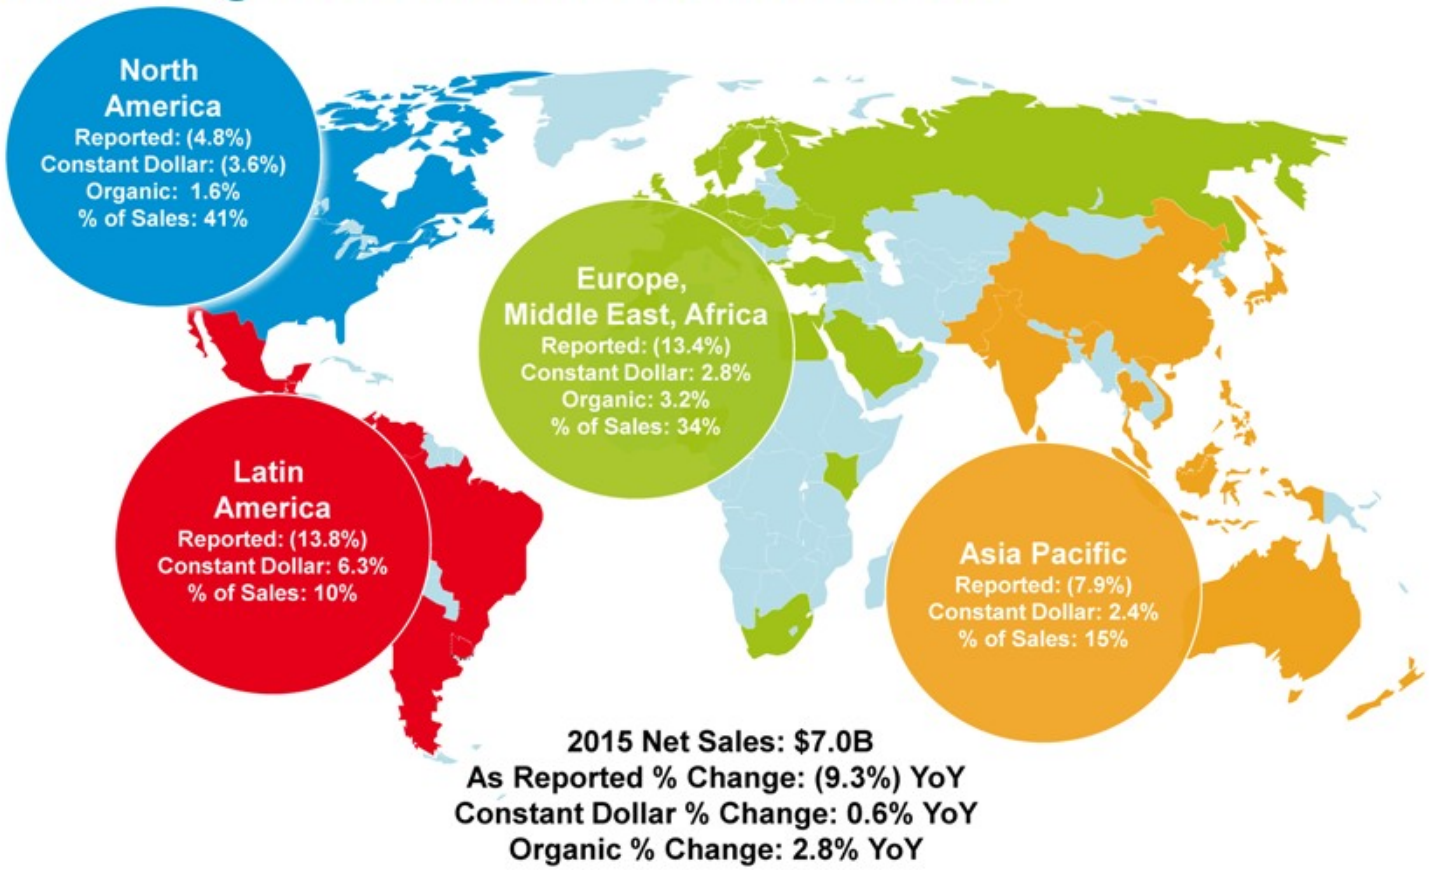 North
America
Reported: (4.8%)
Constant Dollar: (3.6%)
Organic:  1.6%
% of Sales: 41%
Europe,
Middle East, Africa
Reported: (13.4%)
Constant Dollar: 2.8%
Organic: 3.2%
% of Sales: 34%
Latin
America
Reported: (13.8%)
Constant Dollar: 6.3%
% of Sales: 10%
Asia Pacific
Reported: (7.9%)
Constant Dollar: 2.4%
% of Sales: 15%
2015 Net Sales: $7.0B
As Reported % Change: (9.3%) YoY
Constant Dollar % Change: 0.6% YoY
Organic % Change: 2.8% YoY